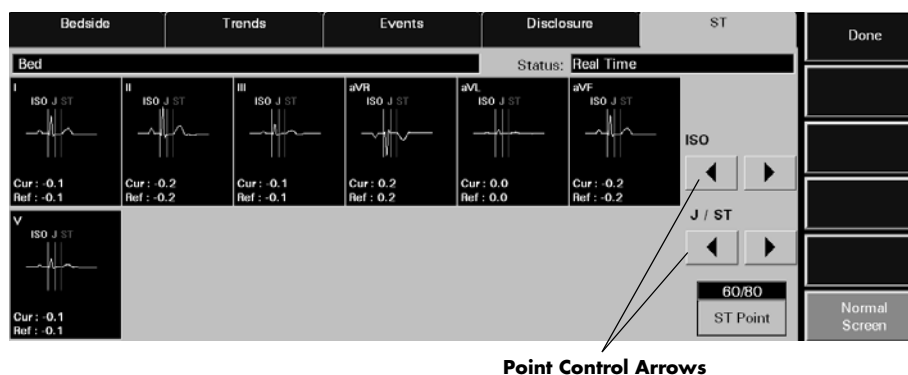 Bedside
Trends
Events
Disclosure
ST
Done
Bed
Status: Real Time
I
ISO J ST
Cur : -0.1
Ref : -0.1
II
ISO J ST
Cur : -0.2
Ref : -0.2
III
ISO J ST
Cur : -0.1
Ref : -0.1
aVR
ISO J ST
Cur : 0.2
Ref : 0.2
aVL
ISO J ST
Cur : 0.0
Ref : 0.0
aVF
ISO J ST
Cur : -0.2
Ref : -0.2
ISO
J / ST
V
ISO J ST
Cur : -0.1
Ref : -0.1
60/80
ST Point
Normal
Screen
Point Control Arrows